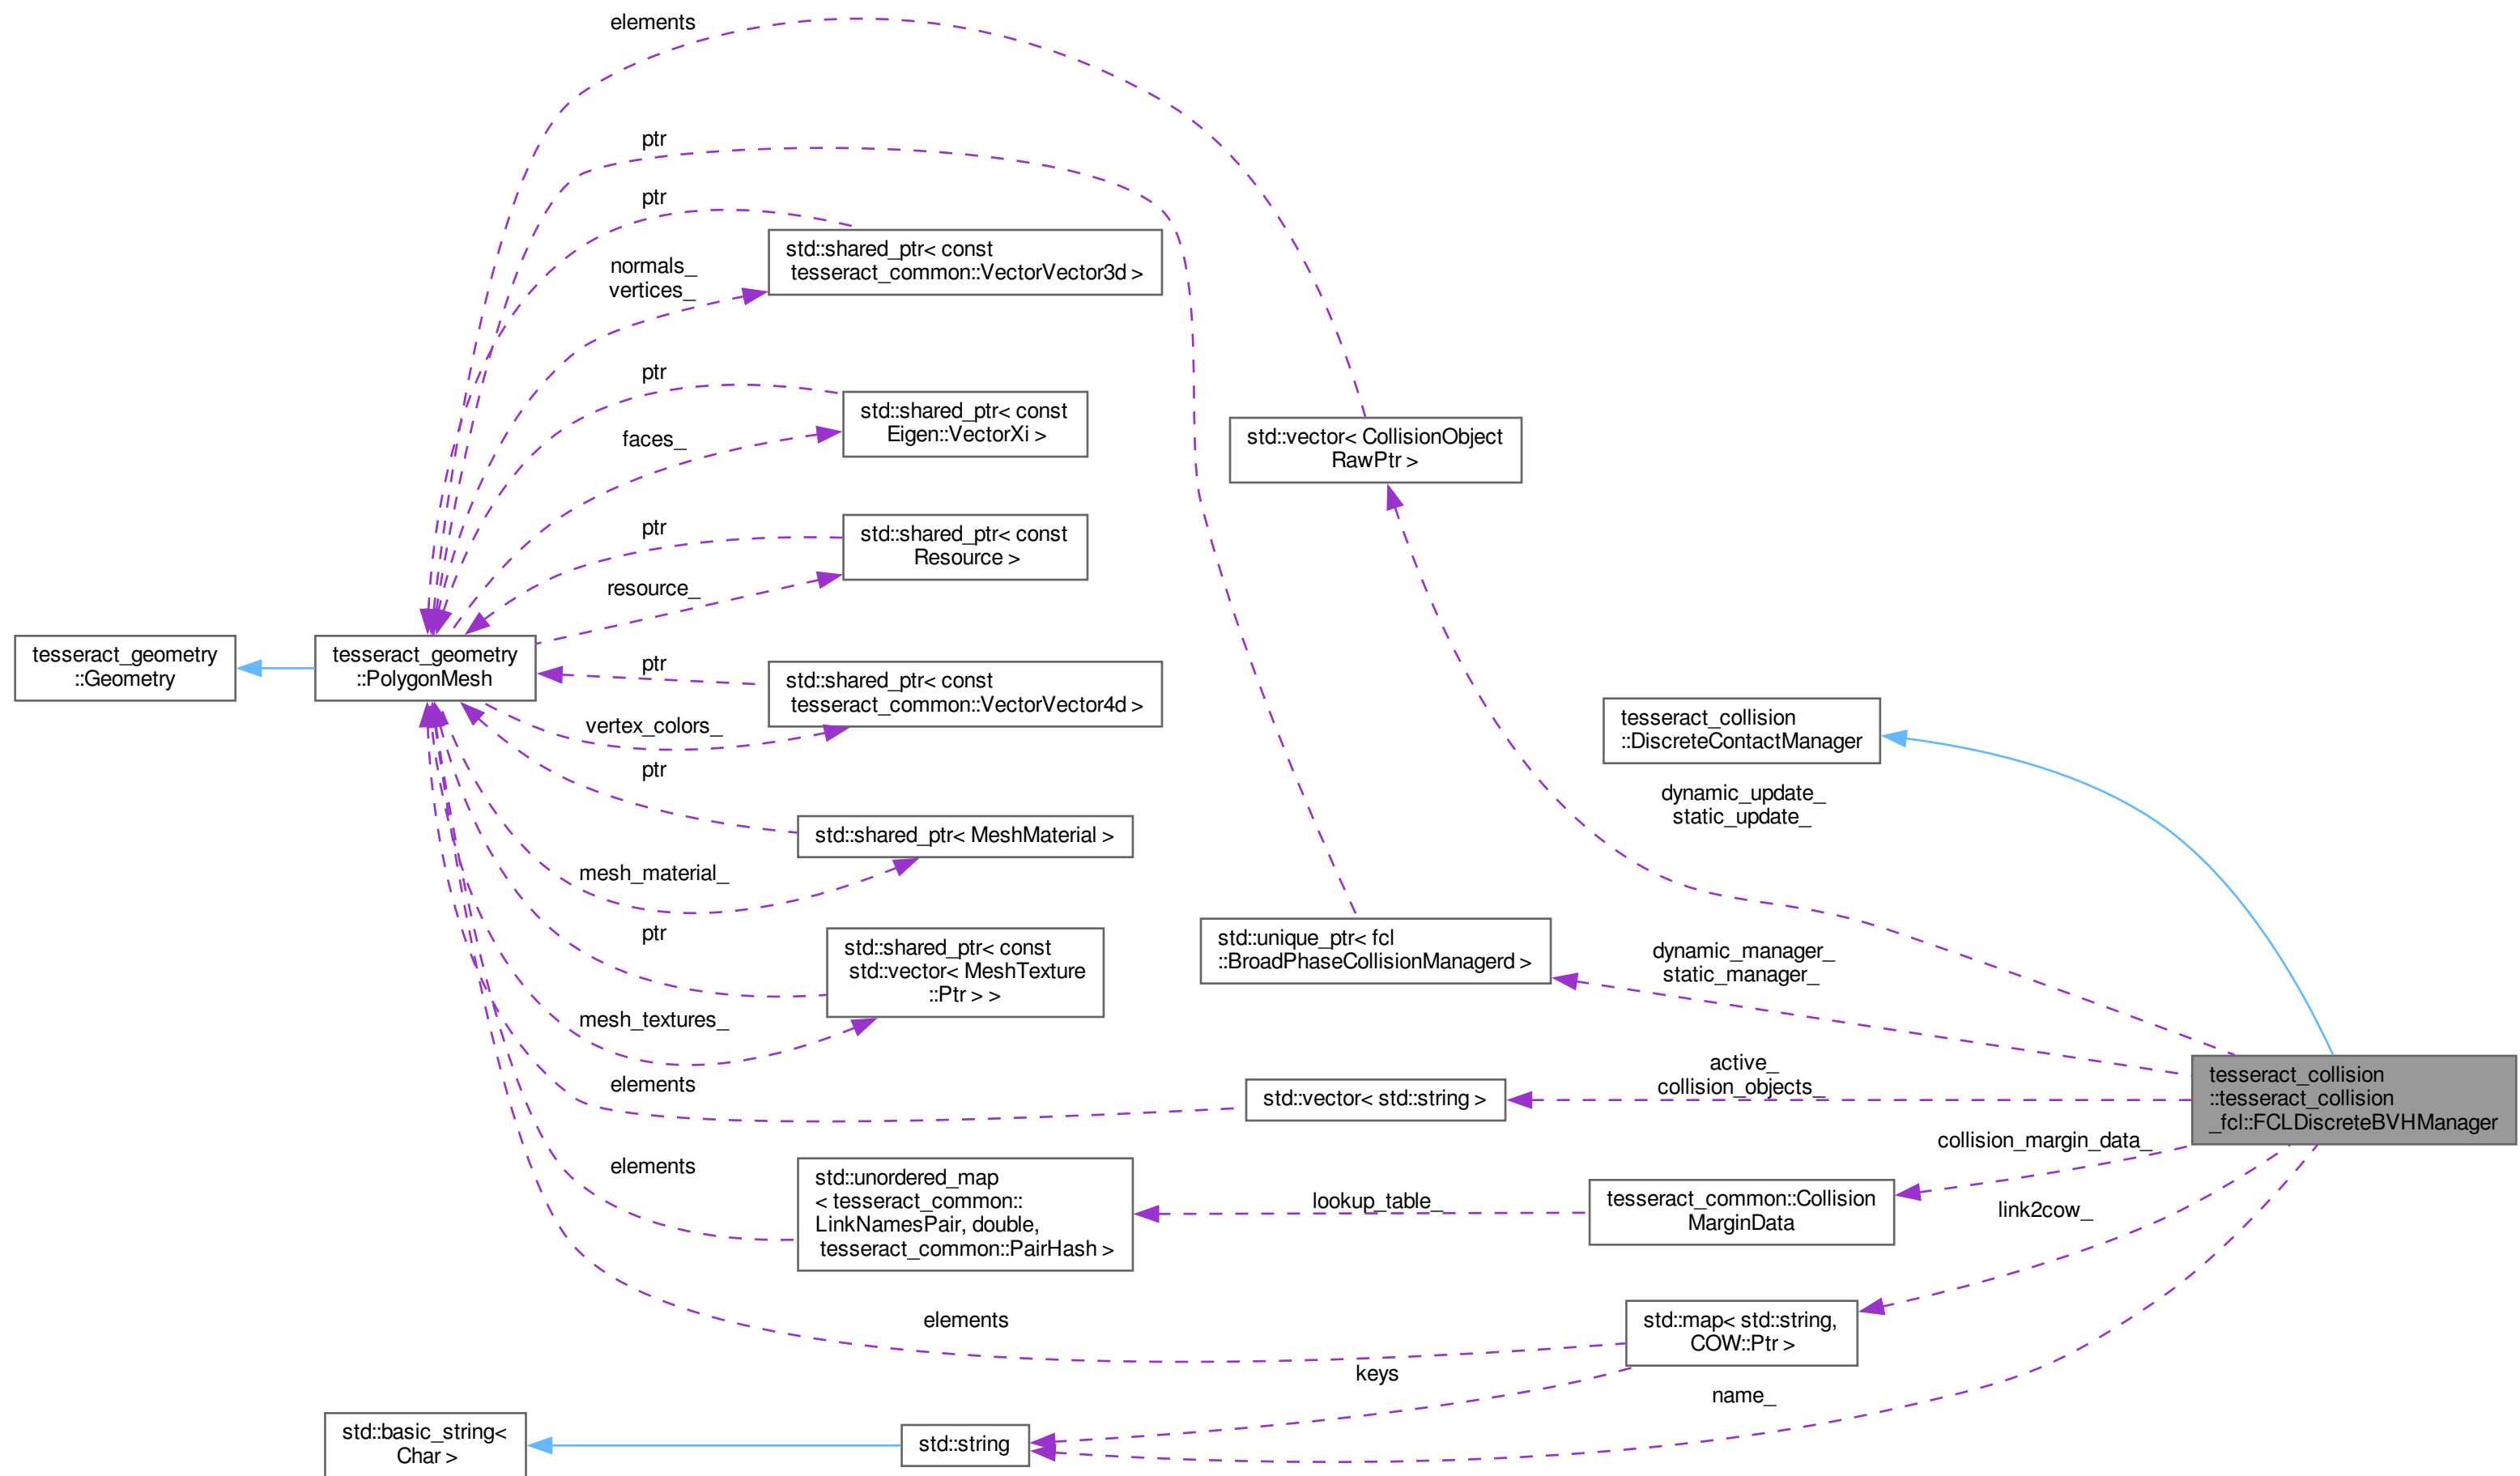 elements
ptr
ptr
std::shared_ptr< const
tesseract_common::VectorVector3d >
normals_
vertices_
ptr
std::shared_ptr< const
Eigen::VectorXi >
faces_
std::vector< CollisionObject
RawPtr >
ptr
std::shared_ptr< const
Resource >
resource_
tesseract_geometry
::Geometry
tesseract_geometry
::PolygonMesh
ptr
std::shared_ptr< const
tesseract_common::VectorVector4d >
vertex_colors_
tesseract_collision
::DiscreteContactManager
ptr
dynamic_update_
static_update_
std::shared_ptr< MeshMaterial >
mesh_material_
ptr
std::shared_ptr< const
std::vector< MeshTexture
::Ptr > >
std::unique_ptr< fcl
::BroadPhaseCollisionManagerd >
dynamic_manager_
static_manager_
mesh_textures_
elements
std::vector< std::string >
active_
collision_objects_
tesseract_collision
::tesseract_collision
_fcl::FCLDiscreteBVHManager
collision_margin_data_
elements
std::unordered_map
< tesseract_common::
LinkNamesPair, double,
tesseract_common::PairHash >
lookup_table_
tesseract_common::Collision
MarginData
link2cow_
elements
std::map< std::string,
COW::Ptr >
keys
name_
std::basic_string<
Char >
std::string